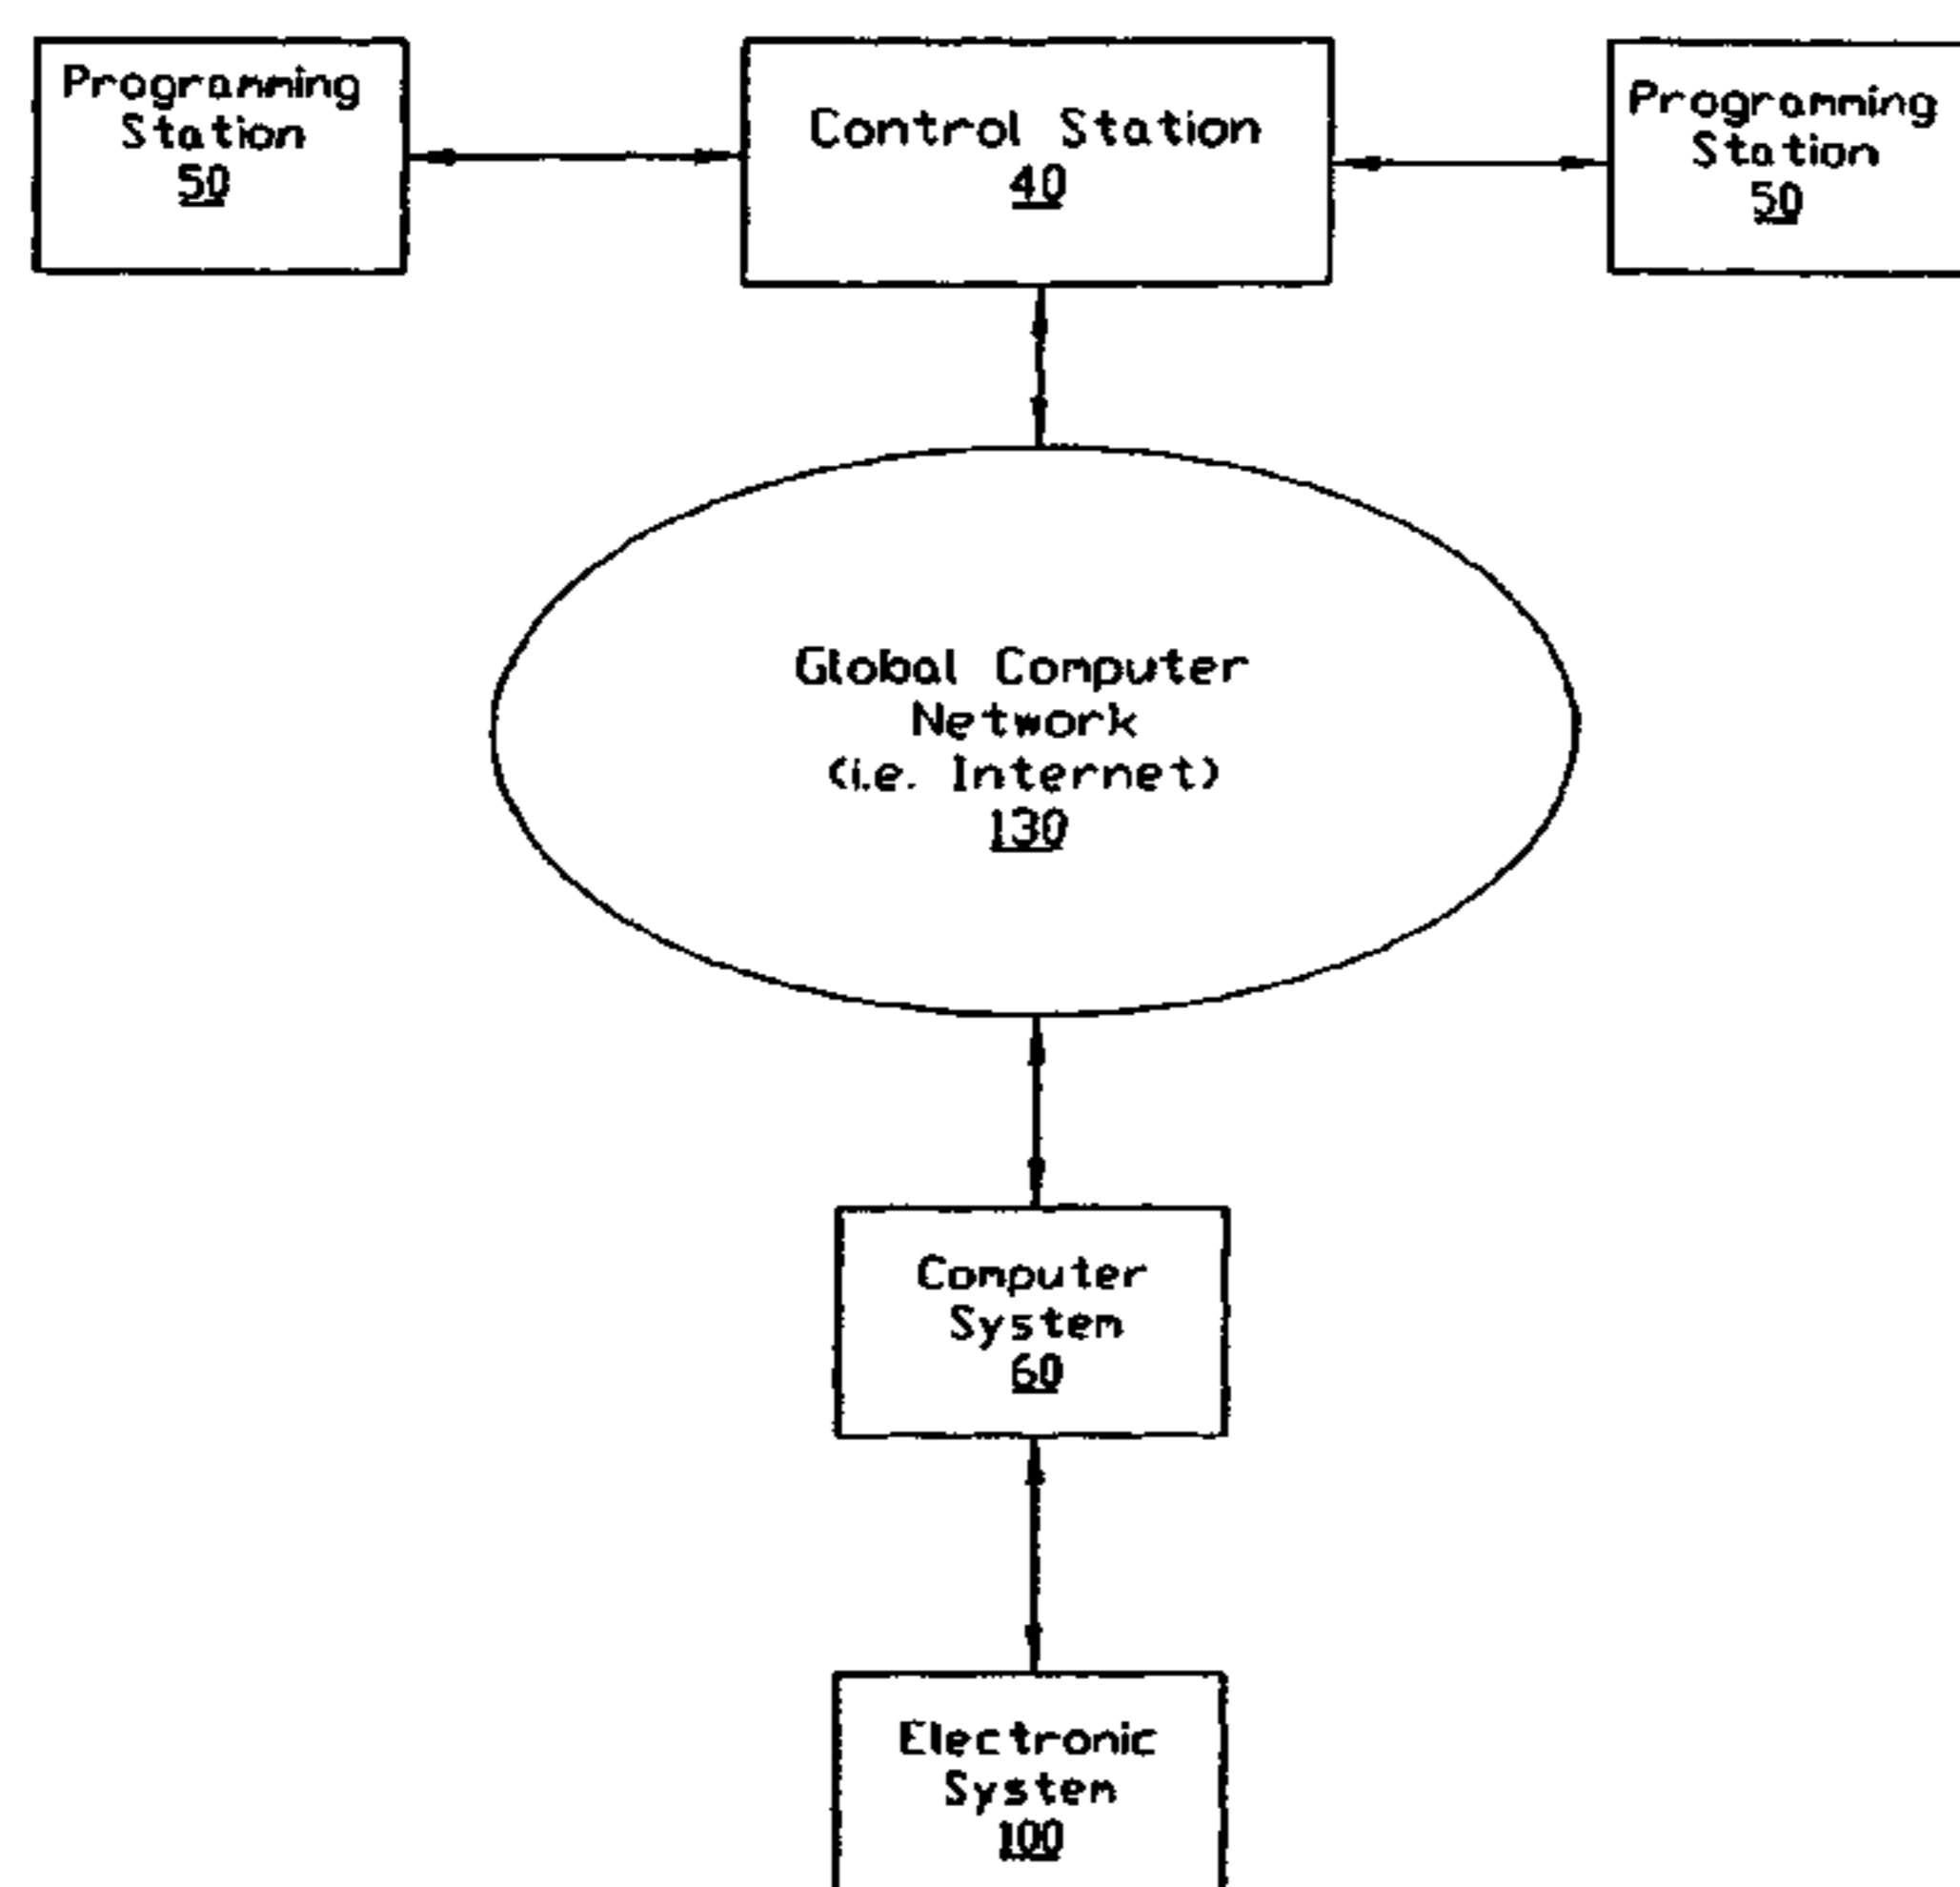 Programming
Station
50
Control Station
40
Programming
Station
50
Global Computer
Network
(i.e. Internet)
130
Computer
System
60
Electronic
System
100